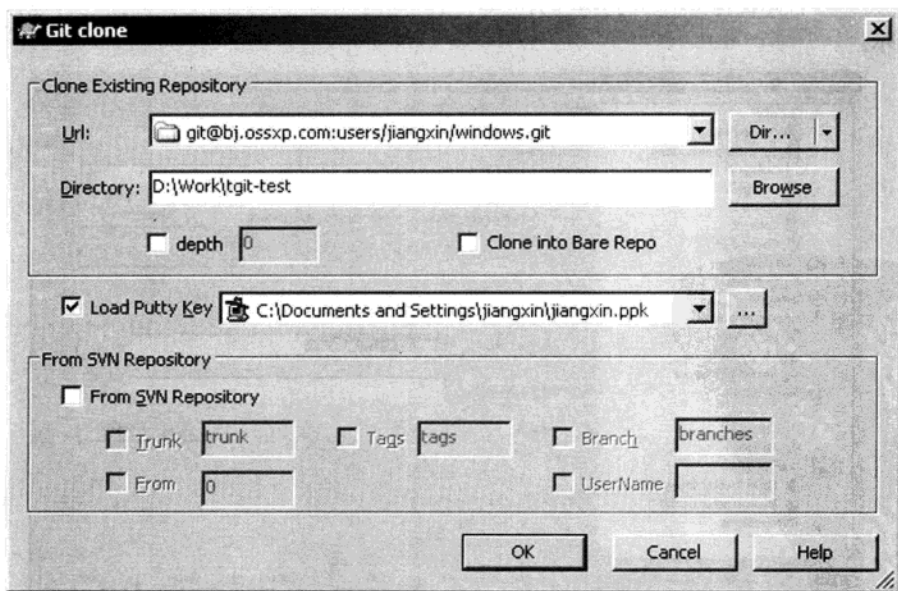 Git clone
Clone Existing Repository
Url: git@bj.ossxp.com:users/jiangxin/windows.git Dir...
Directory: D:\Work\tgit-test Browse
depth 0 Clone into Bare Repo
Load Putty Key C:\Documents and Settings\jiangxin\jiangxin.ppk ...
From SVN Repository
From SVN Repository
Trunk trunk Tags tags Branch branches
From 0 UserName
OK Cancel Help